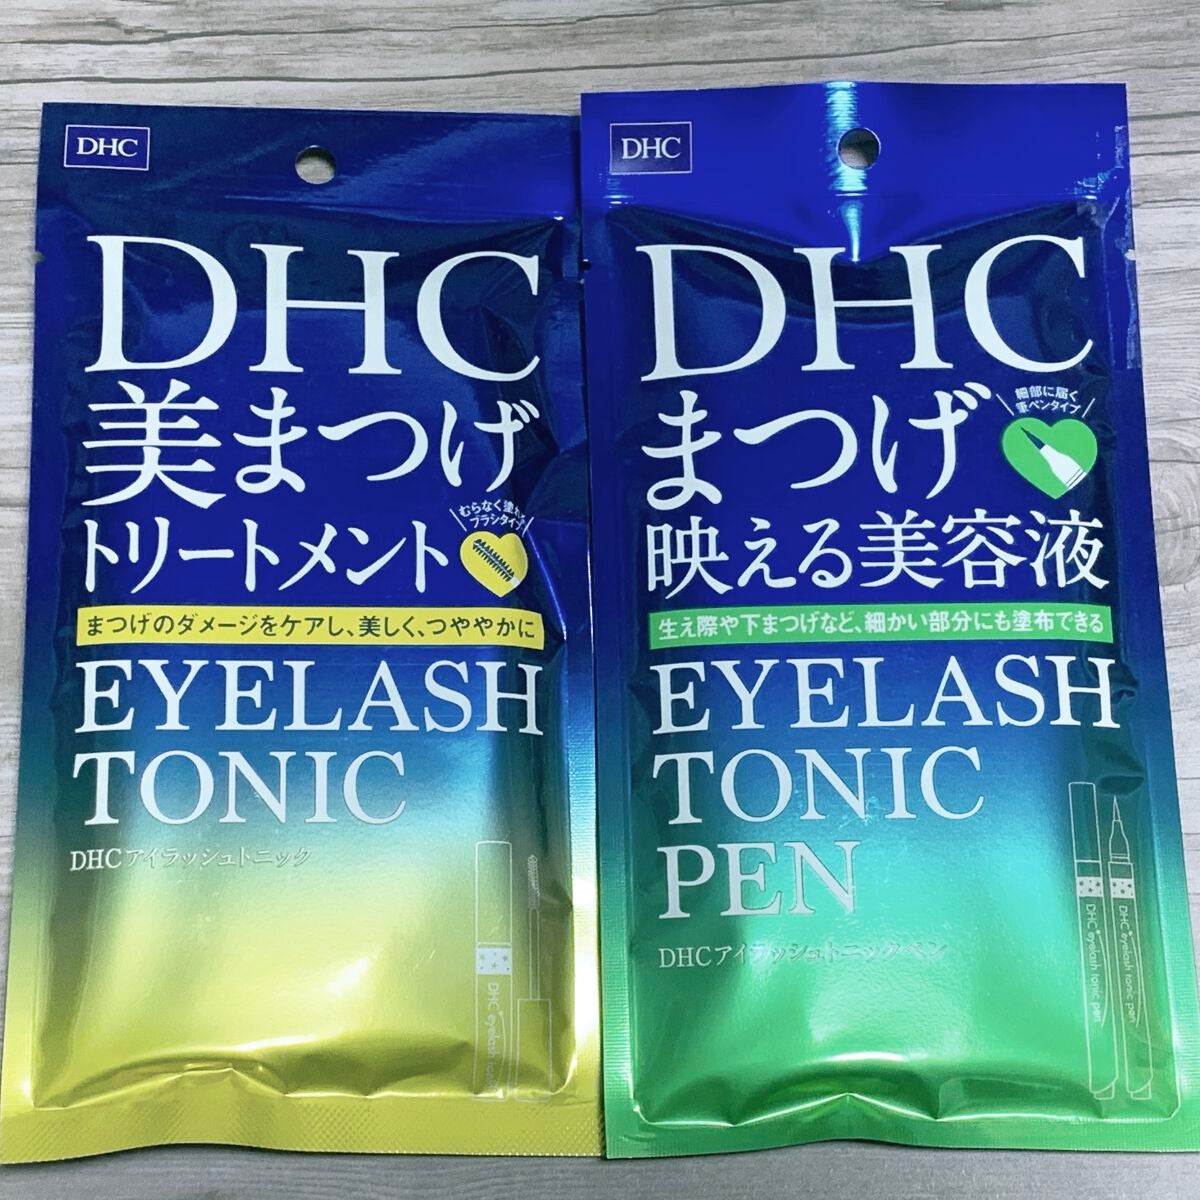 DHC
DHC
美まつげ
トリートメント
むらなく塗れる
ブラシタイプ
まつげのダメージをケアし、美しく、つややかに
EYELASH
TONIC
DHCアイラッシュトニック
DHC eyelash tonic
DHC
DHC
まつげ
細部に届く
筆ペンタイプ
映える美容液
生え際や下まつげなど、細かい部分にも塗布できる
EYELASH
TONIC
PEN
DHCアイラッシュトニックペン
DHC eyelash tonic pen
DHC eyelash tonic pen